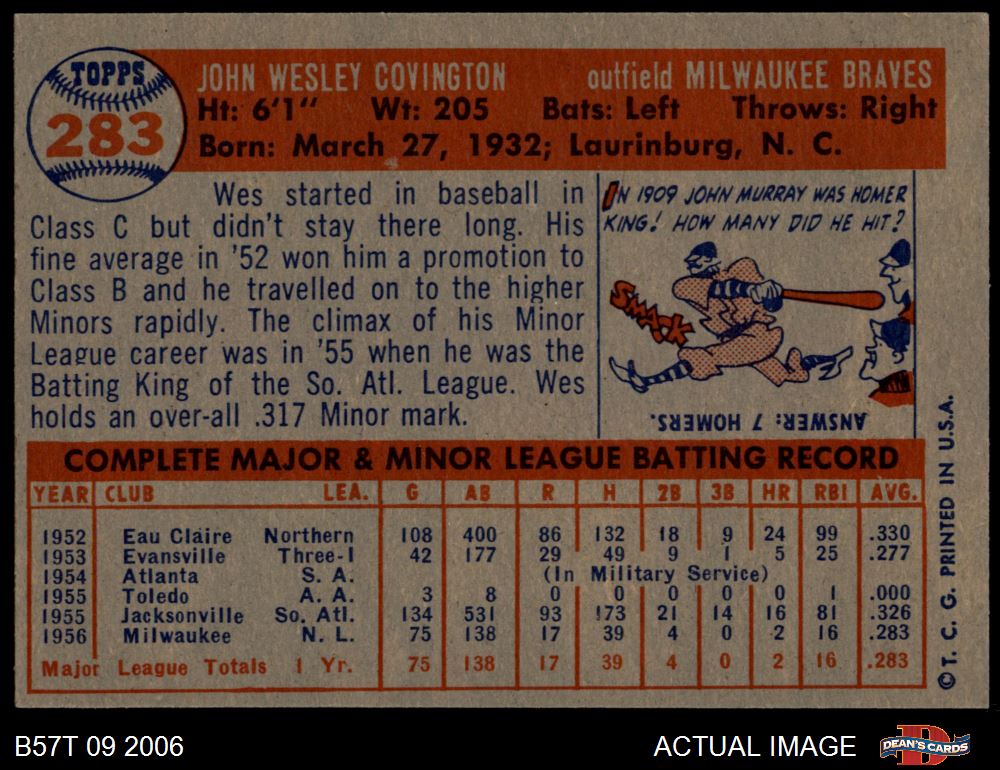 TOPPS
283
JOHN WESLEY COVINGTON outfield MILWAUKEE BRAVES
Ht: 6'1" Wt: 205 Bats: Left Throws: Right
Born: March 27, 1932; Laurinburg, N. C.
Wes started in baseball in
Class C but didn't stay there long. His
fine average in '52 won him a promotion to
Class B and he travelled on to the higher
Minors rapidly. The climax of his Minor
League career was in '55 when he was the
Batting King of the So. Atl. League. Wes
holds an over-all .317 Minor mark.
IN 1909 JOHN MURRAY WAS HOMER
KING! HOW MANY DID HE HIT?
SMACK
ANSWER: 7 HOMERS.
COMPLETE MAJOR & MINOR LEAGUE BATTING RECORD
YEAR CLUB LEA. G AB R H 2B 3B HR RBI AVG.
1952 Eau Claire Northern 108 400 86 132 18 9 24 99 .330
1953 Evansville Three-I 42 177 29 49 9 1 5 25 .277
1954 Atlanta S. A. (In Military Service)
1955 Toledo A. A. 3 8 0 0 0 0 0 1 .000
1955 Jacksonville So. Atl. 134 531 93 173 21 14 16 81 .326
1956 Milwaukee N. L. 75 138 17 39 4 0 2 16 .283
Major League Totals 1 Yr. 75 138 17 39 4 0 2 16 .283
© T. C. G. PRINTED IN U.S.A.
B57T 09 2006 ACTUAL IMAGE
DEAN'S CARDS